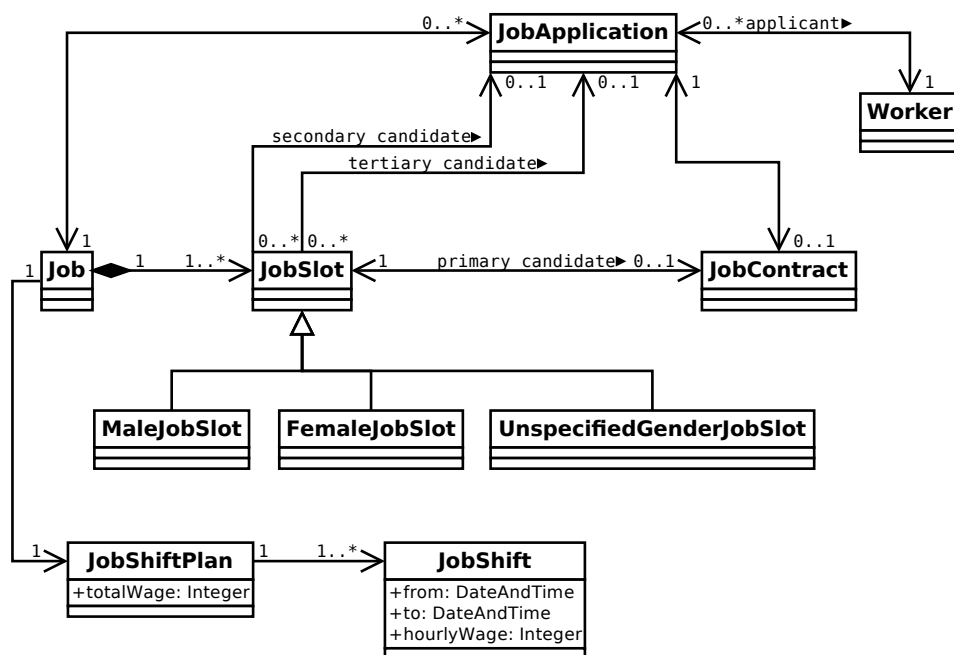 JobApplication
0..*
0..* applicant►
1
Worker
0..1
0..1
1
secondary candidate►
tertiary candidate►
1
0..*
0..*
0..1
Job
1
1
1..*
JobSlot
1
primary candidate►
0..1
JobContract
MaleJobSlot
FemaleJobSlot
UnspecifiedGenderJobSlot
1
JobShiftPlan
+totalWage: Integer
1
1..*
JobShift
+from: DateAndTime
+to: DateAndTime
+hourlyWage: Integer